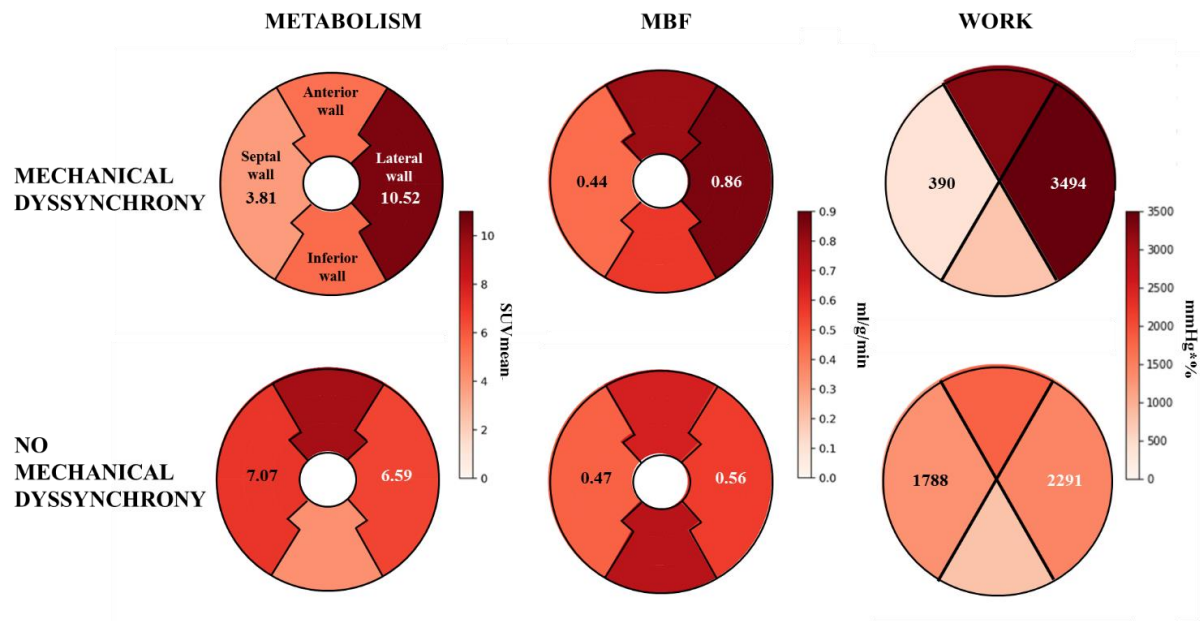 METABOLISM
MBF
WORK
MECHANICAL
DYSSYNCHRONY
Anterior
wall
Septal
wall
3.81
Lateral
wall
10.52
Inferior
wall
0.44
0.86
390
3494
10
8
6
4
2
0
SUVmean
0.9
0.8
0.7
0.6
0.5
0.4
0.3
0.2
0.1
0.0
ml/g/min
3500
3000
2500
2000
1500
1000
500
0
mmHg*%
NO
MECHANICAL
DYSSYNCHRONY
7.07
6.59
0.47
0.56
1788
2291